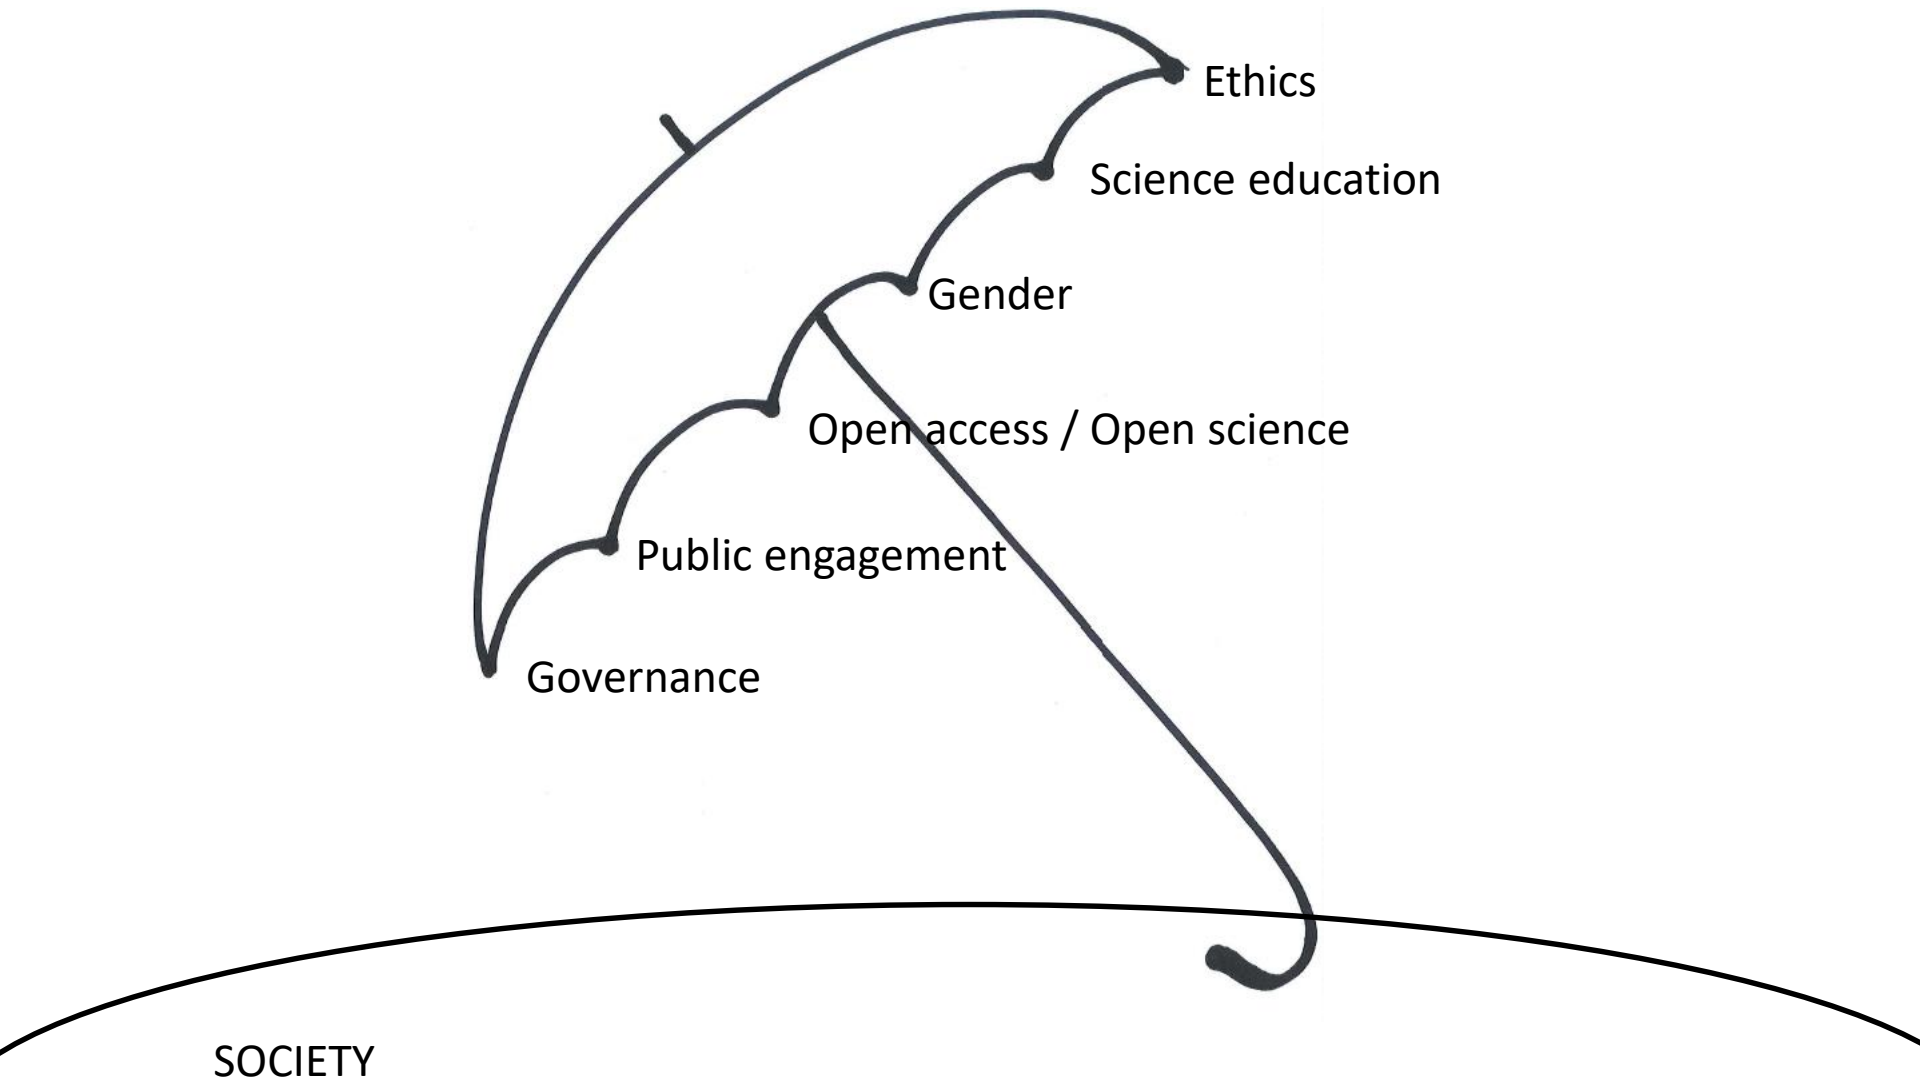 Ethics
Science education
Gender
Open access / Open science
Public engagement
Governance
SOCIETY